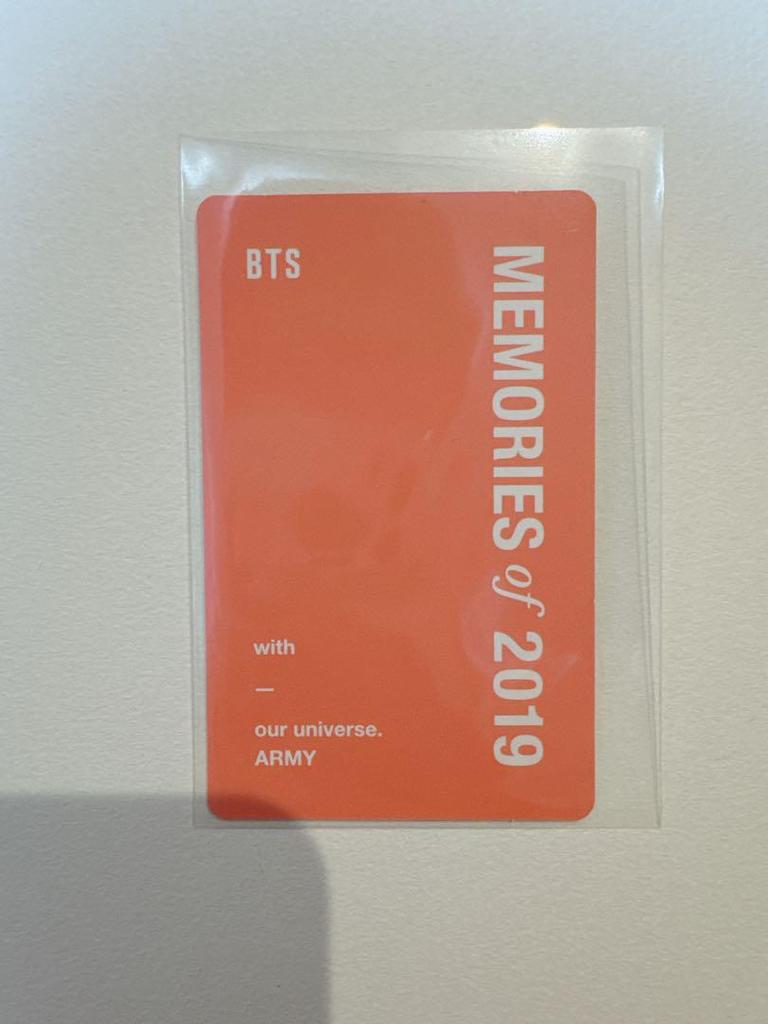 BTS
MEMORIES of 2019
with
—
our universe.
ARMY